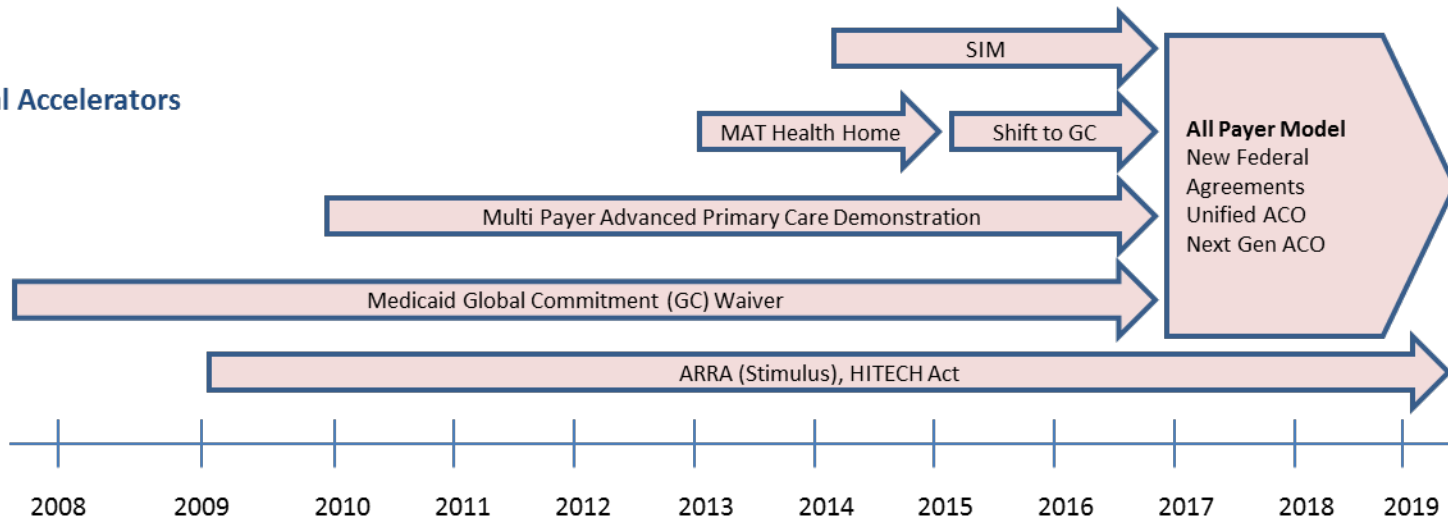 SIM
al Accelerators
MAT Health Home
Shift to GC
All Payer Model
New Federal
Agreements
Unified ACO
Next Gen ACO
Multi Payer Advanced Primary Care Demonstration
Medicaid Global Commitment (GC) Waiver
ARRA (Stimulus), HITECH Act
2008 2009 2010 2011 2012 2013 2014 2015 2016 2017 2018 2019